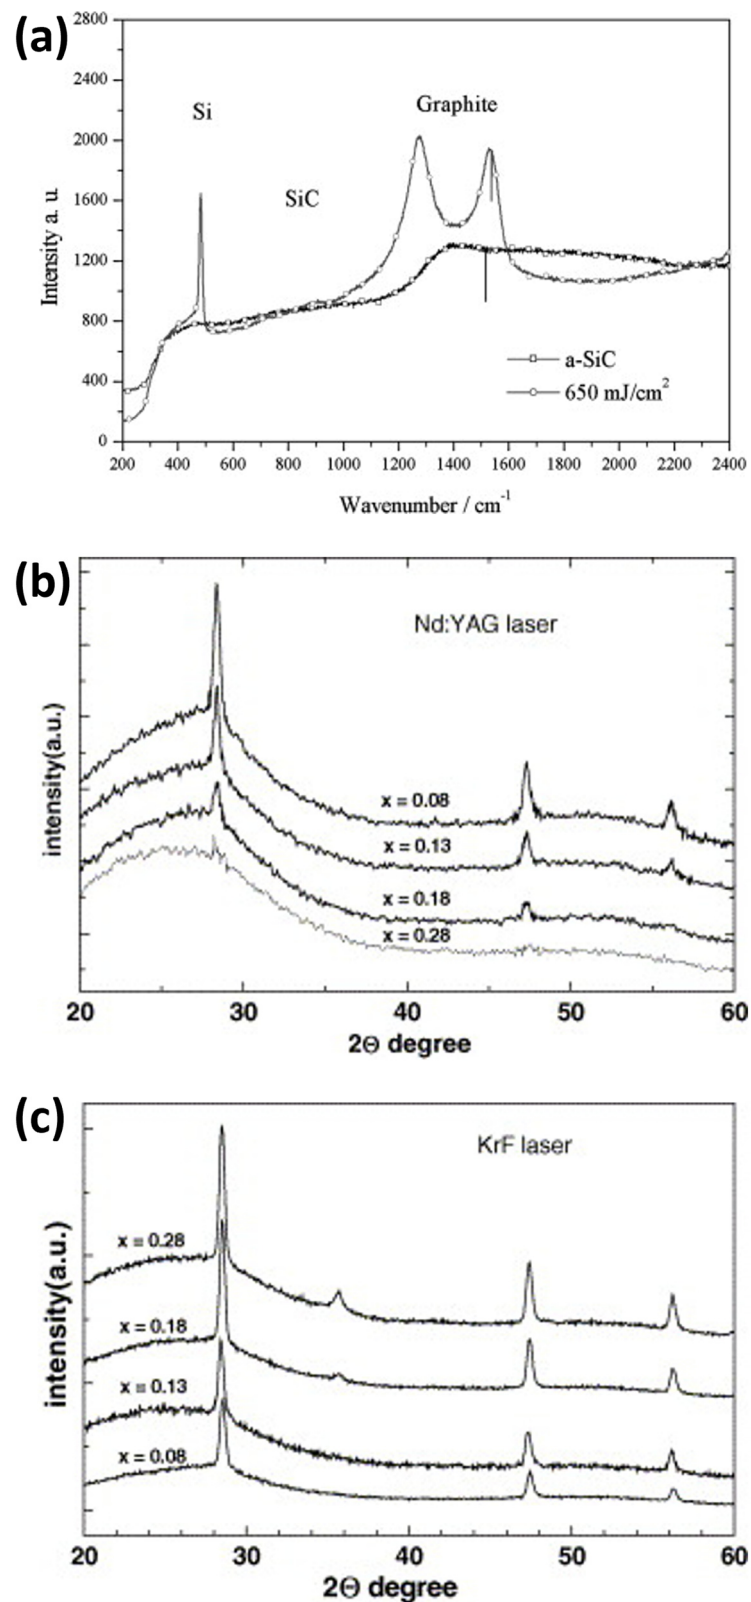 (a)
2800
2400
2000
1600
1200
800
400
0
Intensity a. u.
Si
SiC
Graphite
a-SiC
650 mJ/cm²
200 400 600 800 1000 1200 1400 1600 1800 2000 2200 2400
Wavenumber / cm⁻¹
(b)
Nd:YAG laser
intensity(a.u.)
x = 0.08
x = 0.13
x = 0.18
x = 0.28
20 30 40 50 60
2Θ degree
(c)
KrF laser
intensity(a.u.)
x = 0.28
x = 0.18
x = 0.13
x = 0.08
20 30 40 50 60
2Θ degree